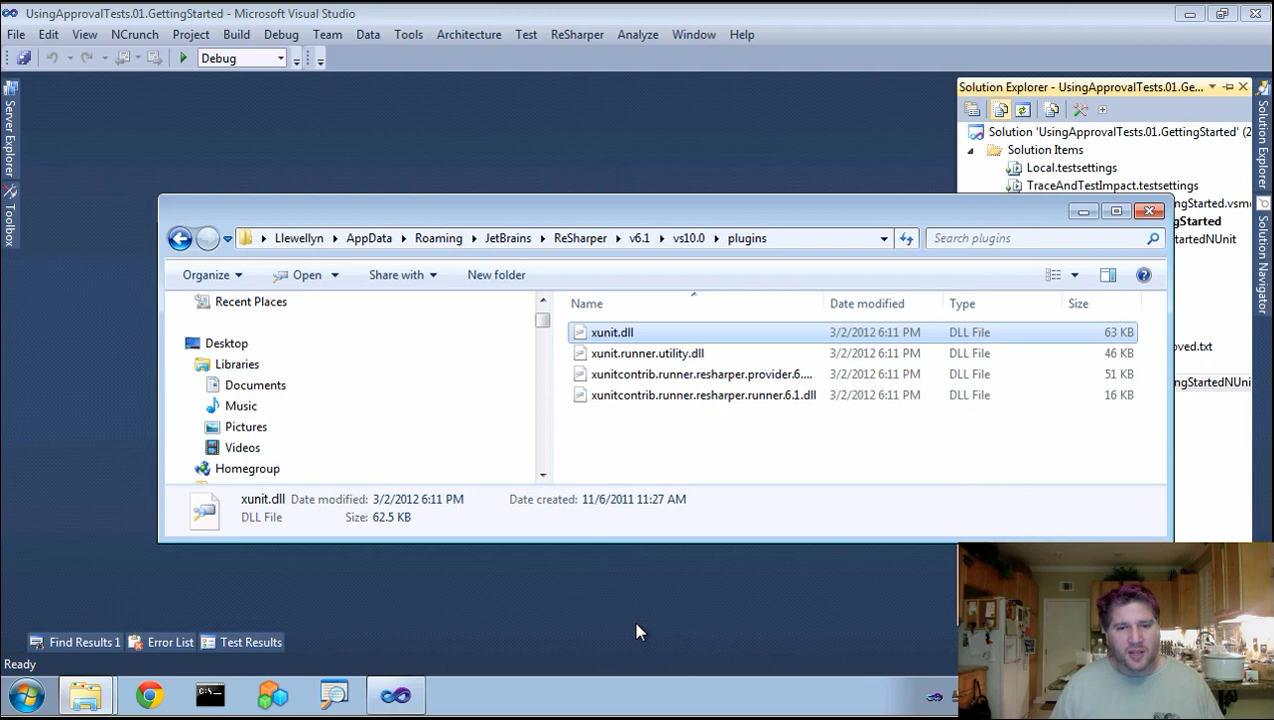 UsingApprovalTests.01.GettingStarted - Microsoft Visual Studio
File Edit View NCrunch Project Build Debug Team Data Tools Architecture Test ReSharper Analyze Window Help
Debug
Server Explorer
Toolbox
Solution Explorer - UsingApprovalTests.01.Ge...
Solution 'UsingApprovalTests.01.GettingStarted' (2
Solution Items
Local.testsettings
TraceAndTestImpact.testsettings
gStarted.vsm
gStarted
tartedNUnit
oved.txt
ngStartedNUni
Solution Explorer
Solution Navigator
Llewellyn AppData Roaming JetBrains ReSharper v6.1 vs10.0 plugins
Search plugins
Organize Open Share with New folder
Recent Places
Desktop
Libraries
Documents
Music
Pictures
Videos
Homegroup
Name Date modified Type Size
xunit.dll 3/2/2012 6:11 PM DLL File 63 KB
xunit.runner.utility.dll 3/2/2012 6:11 PM DLL File 46 KB
xunitcontrib.runner.resharper.provider.6.... 3/2/2012 6:11 PM DLL File 51 KB
xunitcontrib.runner.resharper.runner.6.1.dll 3/2/2012 6:11 PM DLL File 16 KB
xunit.dll Date modified: 3/2/2012 6:11 PM Date created: 11/6/2011 11:27 AM
DLL File Size: 62.5 KB
Find Results 1 Error List Test Results
Ready